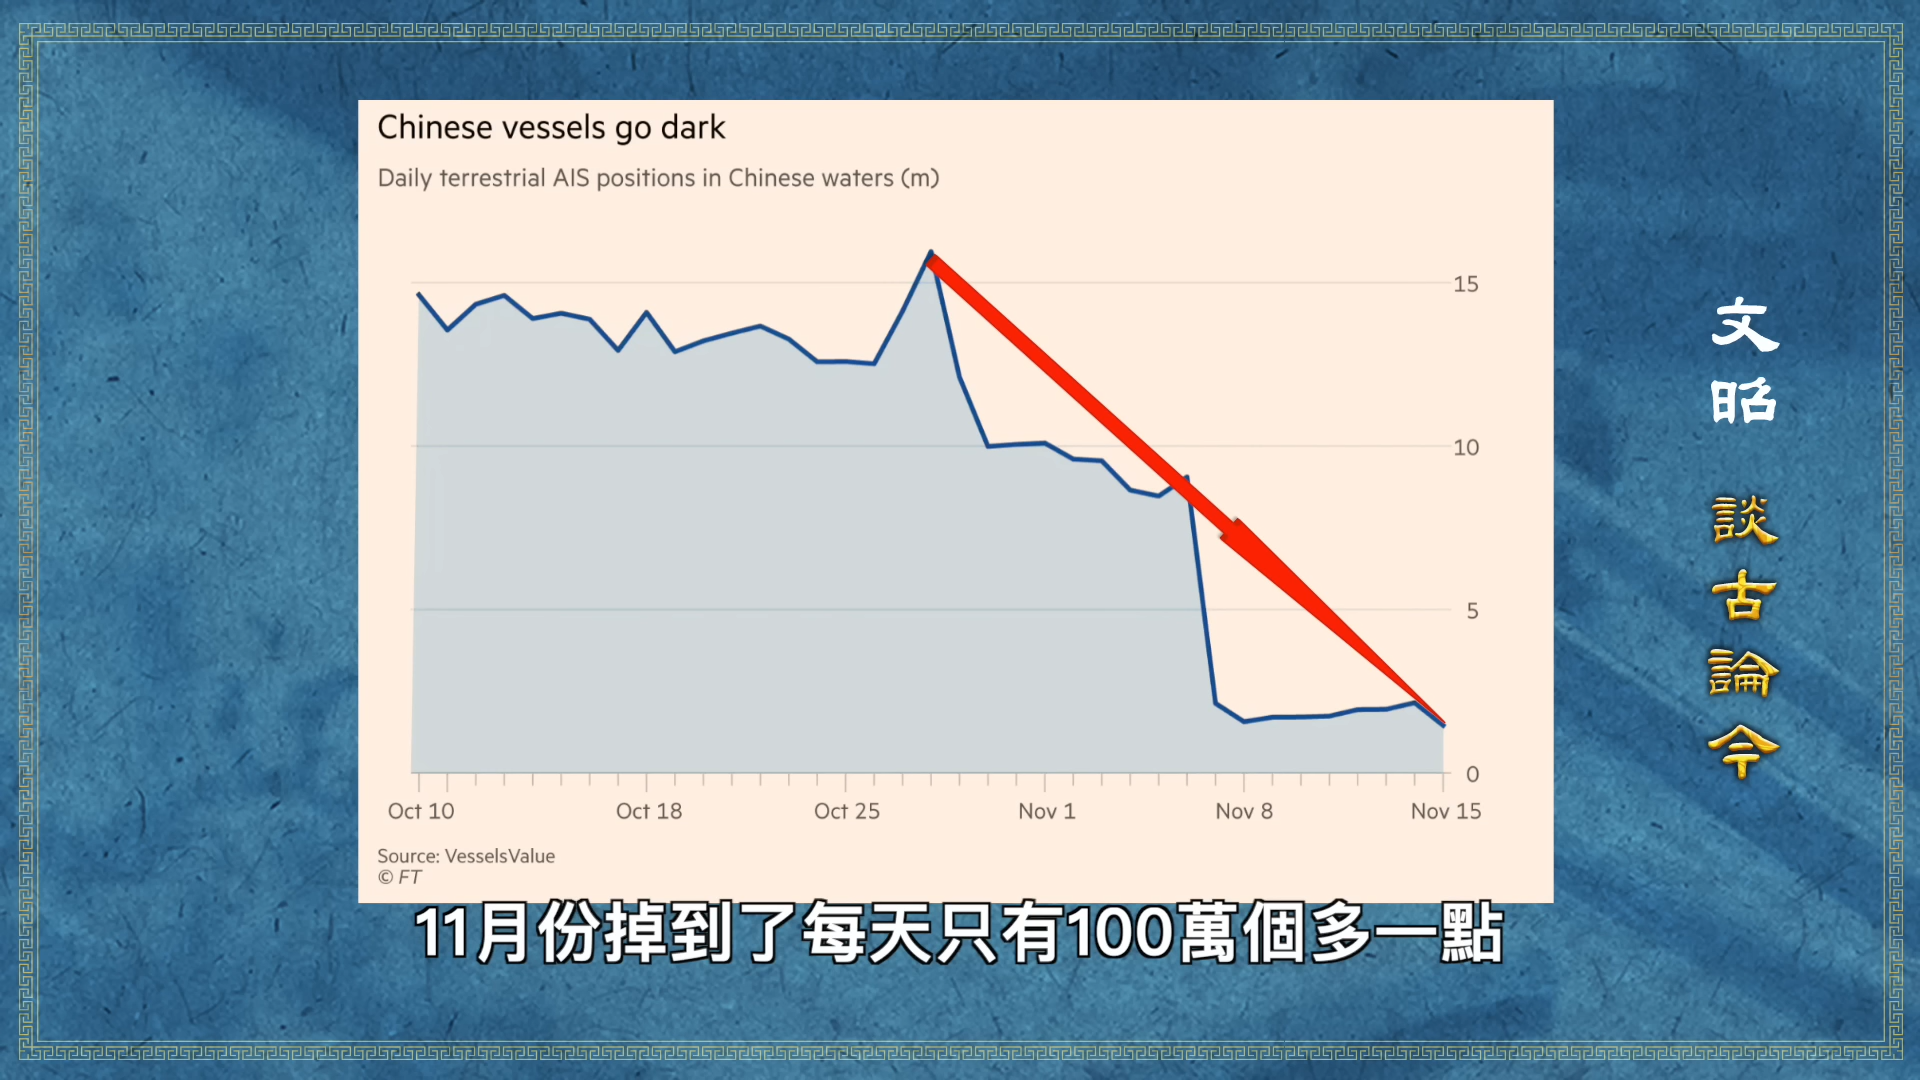 Chinese vessels go dark
Daily terrestrial AIS positions in Chinese waters (m)
15
10
5
0
Oct 10
Oct 18
Oct 25
Nov 1
Nov 8
Nov 15
Source: VesselsValue
© FT
11月份掉到了每天只有100萬個多一點
文昭
談古論今